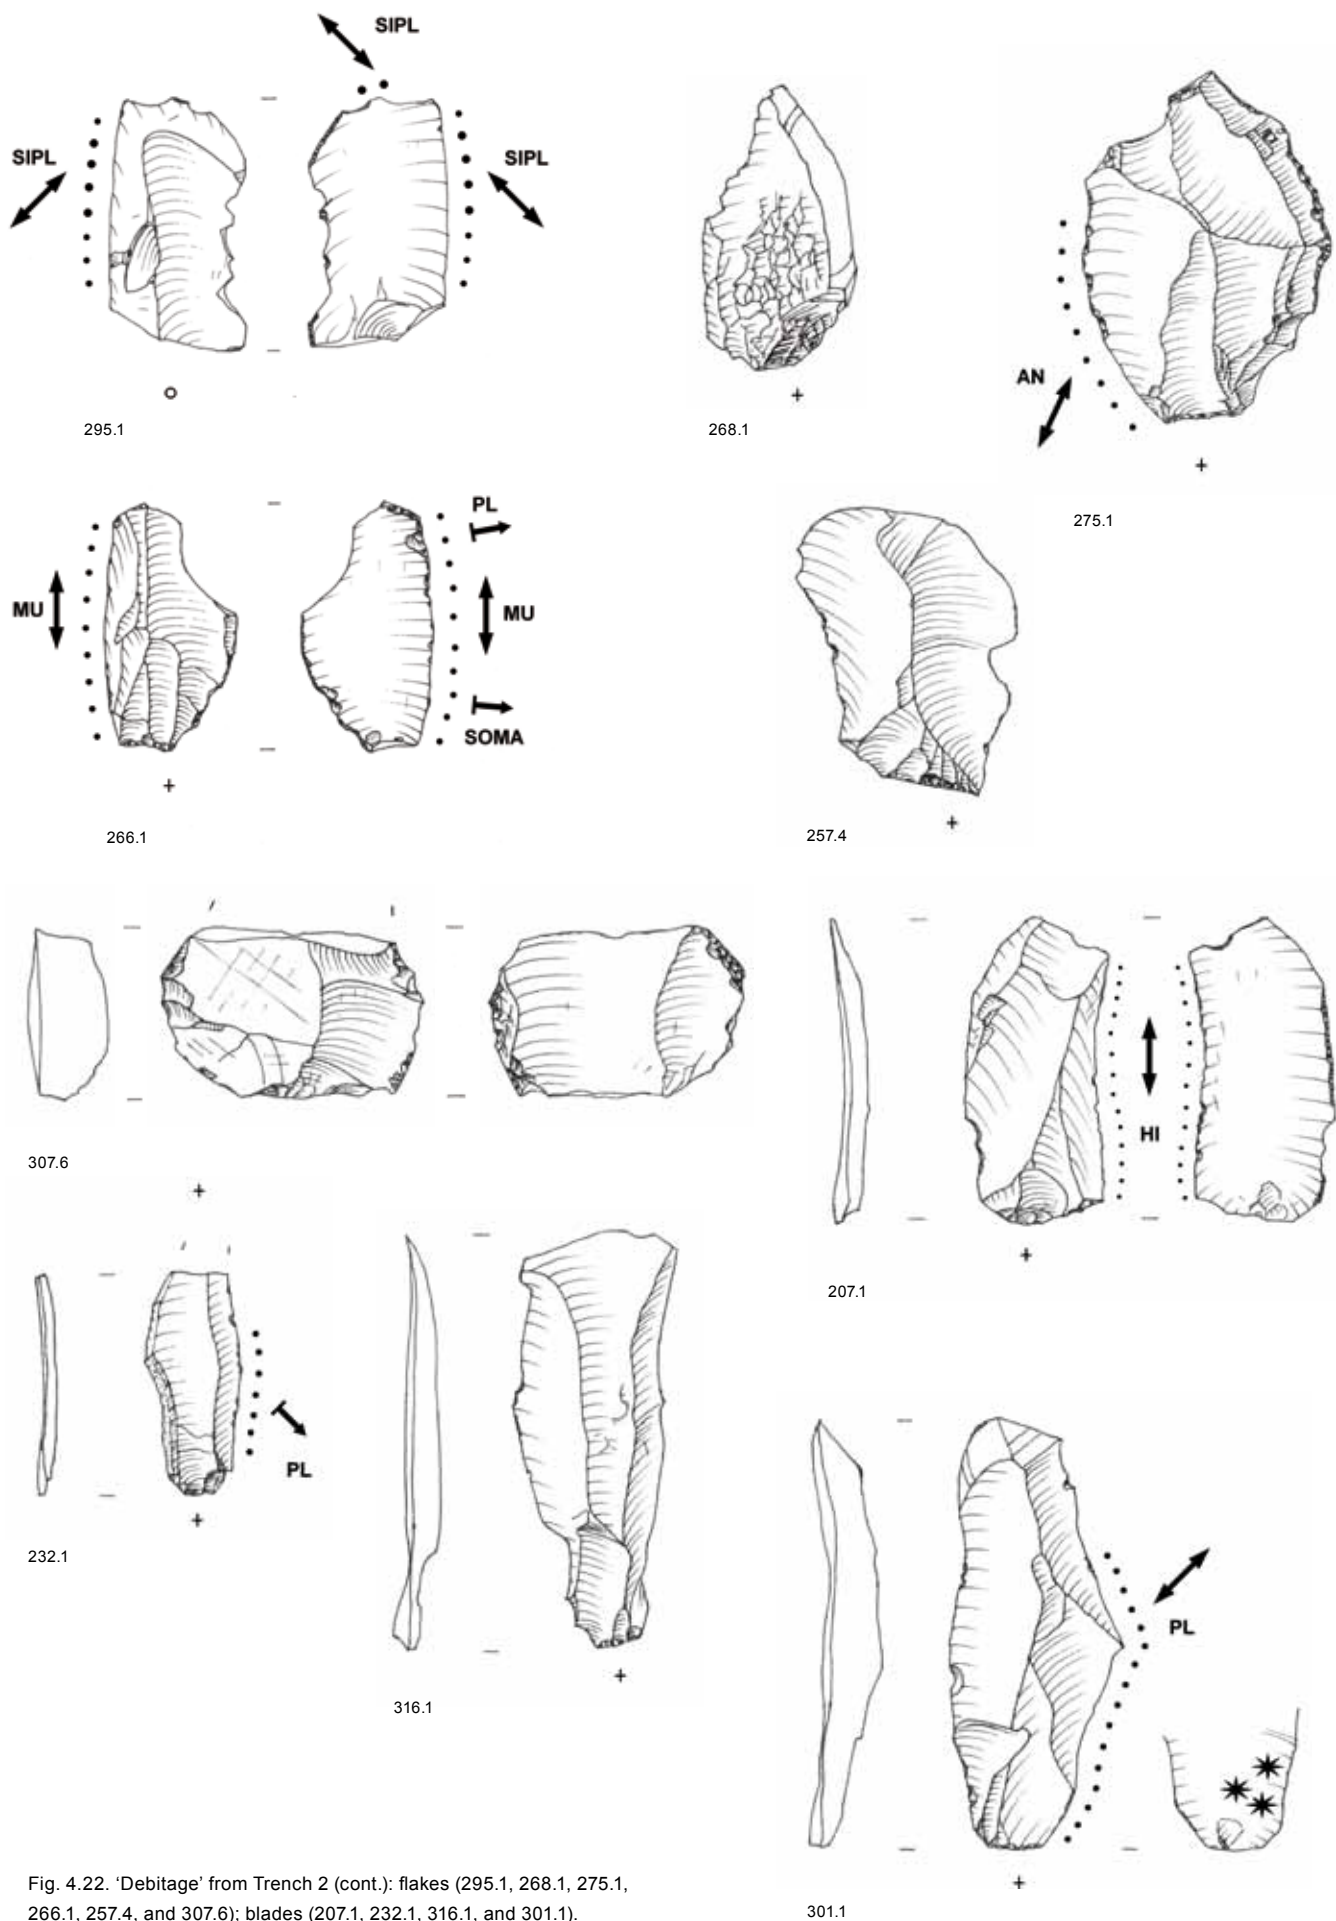 SIPL
SIPL
SIPL
295.1
268.1
AN
275.1
MU
PL
MU
SOMA
266.1
257.4
307.6
HI
207.1
PL
232.1
316.1
PL
301.1
Fig. 4.22. ‘Debitage’ from Trench 2 (cont.): flakes (295.1, 268.1, 275.1,
266.1, 257.4, and 307.6); blades (207.1, 232.1, 316.1, and 301.1).